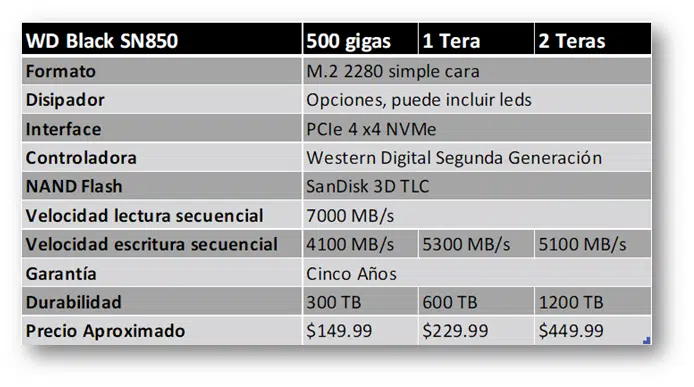 WD Black SN850 500 gigas 1 Tera 2 Teras
Formato M.2 2280 simple cara
Disipador Opciones, puede incluir leds
Interface PCIe 4 x4 NVMe
Controladora Western Digital Segunda Generación
NAND Flash SanDisk 3D TLC
Velocidad lectura secuencial 7000 MB/s
Velocidad escritura secuencial 4100 MB/s 5300 MB/s 5100 MB/s
Garantía Cinco Años
Durabilidad 300 TB 600 TB 1200 TB
Precio Aproximado $149.99 $229.99 $449.99